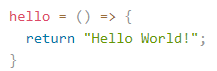 hello = () => {
  return "Hello World!";
}